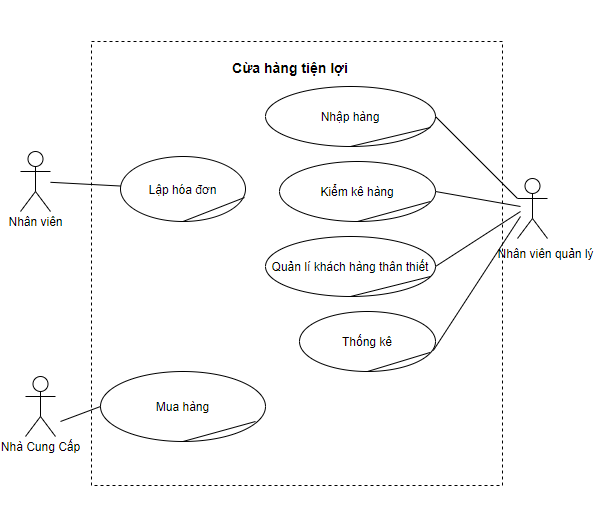 Cừa hàng tiện lợi
Nhập hàng
Lập hóa đơn
Kiểm kê hàng
Nhân viên
Nhân viên quản lý
Quản lí khách hàng thân thiết
Thống kê
Mua hàng
Nhà Cung Cấp